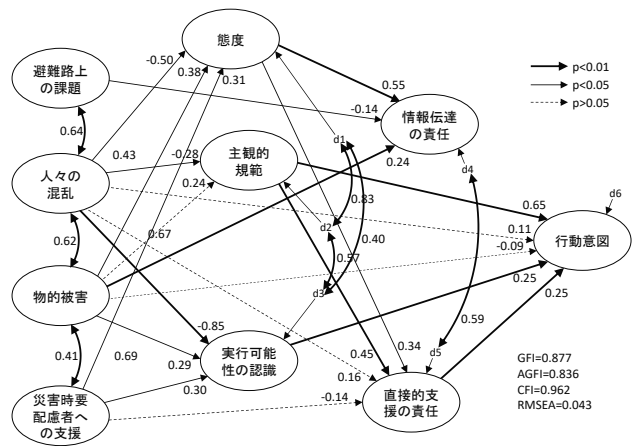 態度
避難路上
の課題
人々の
混乱
物的被害
災害時要
配慮者へ
の支援
主観的
規範
実行可能
性の認識
情報伝達
の責任
直接的支
援の責任
行動意図
-0.50
0.38
0.31
0.55
-0.14
0.64
0.43
-0.28
0.24
0.24
0.67
0.62
0.83
0.40
0.57
0.65
0.11
-0.09
0.25
0.25
-0.85
0.29
0.30
0.69
0.41
0.45
0.34
0.16
-0.14
0.59
d1
d2
d3
d4
d5
d6
p<0.01
p<0.05
p>0.05
GFI=0.877
AGFI=0.836
CFI=0.962
RMSEA=0.043